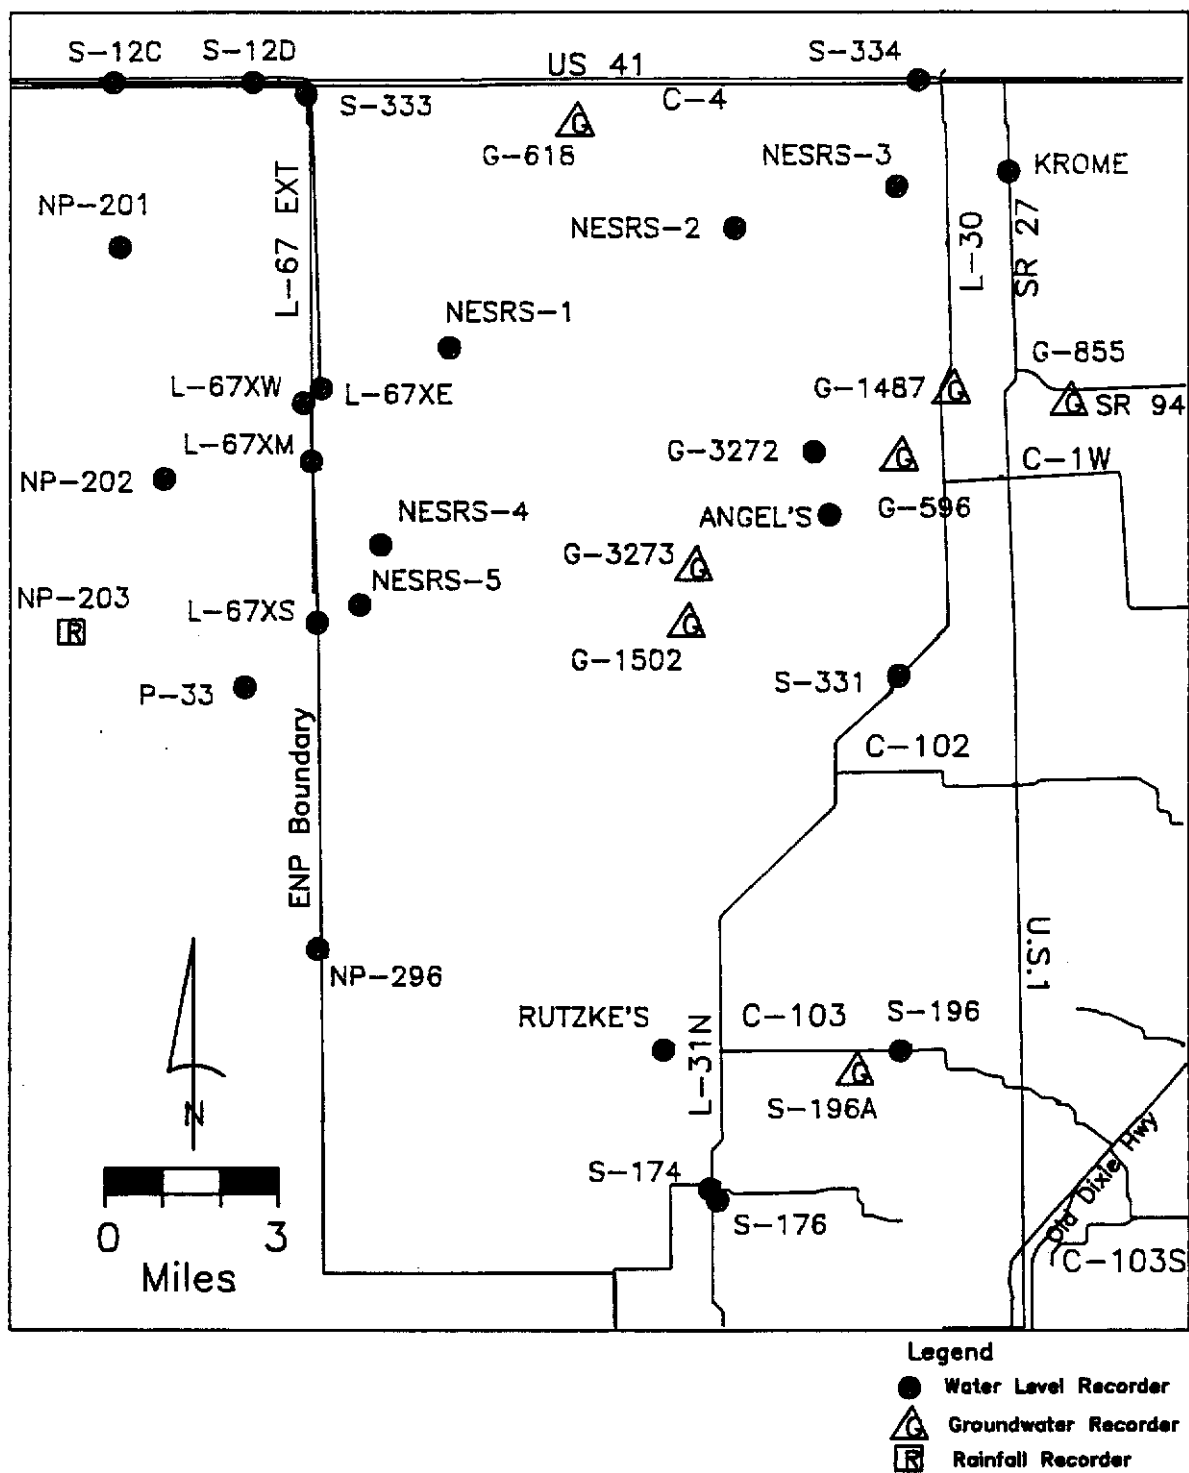 S-12C
S-12D
US 41
S-334
S-333
C-4
G
G-618
NESRS-3
KROME
NP-201
L-67 EXT
NESRS-2
L-30
SR 27
NESRS-1
G-855
L-67XW
L-67XE
G-1487
G
G
SR 94
L-67XM
G-3272
G
C-1W
NP-202
NESRS-4
ANGEL'S
G-596
G-3273
G
NP-203
NESRS-5
R
L-67XS
G
G-1502
P-33
S-331
C-102
ENP Boundary
U.S.1
NP-296
RUTZKE'S
L-31N
C-103
S-196
G
S-196A
N
Old Dixie Hwy
S-174
S-176
0
3
Miles
C-103S
Legend
Water Level Recorder
G
Groundwater Recorder
R
Rainfall Recorder